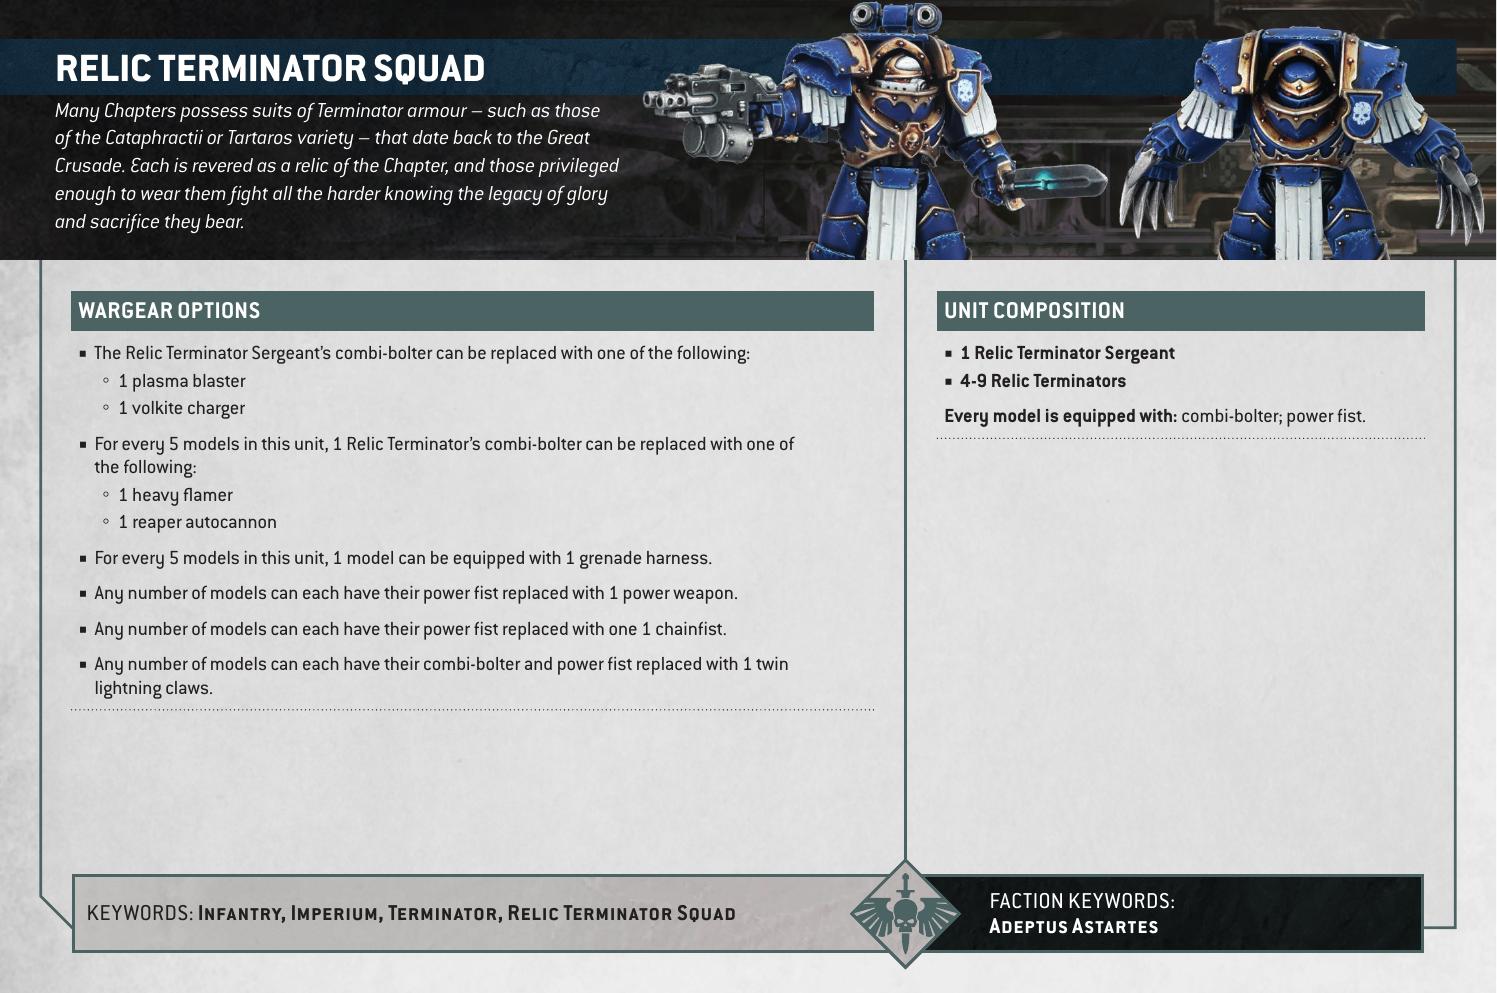 RELIC TERMINATOR SQUAD
Many Chapters possess suits of Terminator armour – such as those
of the Cataphractii or Tartaros variety – that date back to the Great
Crusade. Each is revered as a relic of the Chapter, and those privileged
enough to wear them fight all the harder knowing the legacy of glory
and sacrifice they bear.
WARGEAR OPTIONS
■ The Relic Terminator Sergeant’s combi-bolter can be replaced with one of the following:
◦ 1 plasma blaster
◦ 1 volkite charger
■ For every 5 models in this unit, 1 Relic Terminator’s combi-bolter can be replaced with one of
the following:
◦ 1 heavy flamer
◦ 1 reaper autocannon
■ For every 5 models in this unit, 1 model can be equipped with 1 grenade harness.
■ Any number of models can each have their power fist replaced with 1 power weapon.
■ Any number of models can each have their power fist replaced with one 1 chainfist.
■ Any number of models can each have their combi-bolter and power fist replaced with 1 twin
lightning claws.
UNIT COMPOSITION
■ 1 Relic Terminator Sergeant
■ 4-9 Relic Terminators
Every model is equipped with: combi-bolter; power fist.
KEYWORDS: Infantry, Imperium, Terminator, Relic Terminator Squad
FACTION KEYWORDS:
Adeptus Astartes